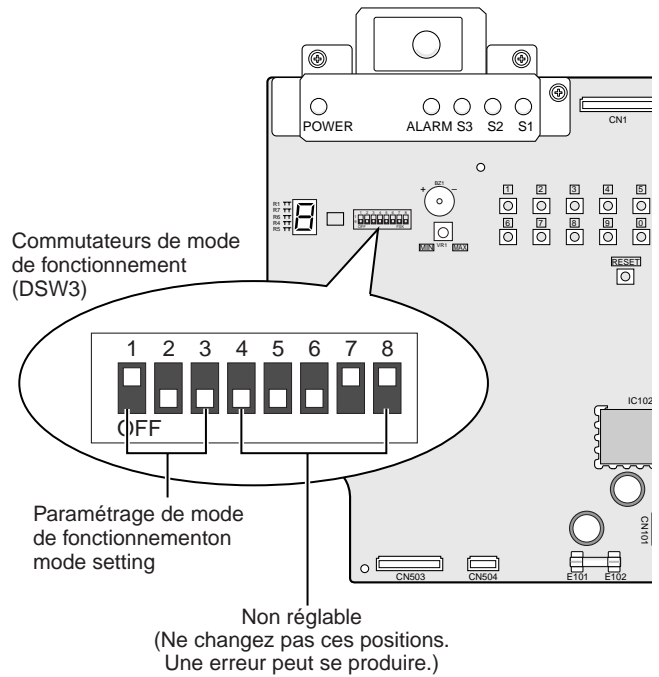 POWER
ALARM S3 S2 S1
CN1
BZ1
+ −
R1
R7
R6
R4
R5
1 2 3 4 5
6 7 8 9 0
VR1
MIN MAX
RESET
Commutateurs de mode
de fonctionnement
(DSW3)
1 2 3 4 5 6 7 8
OFF
IC102
Paramétrage de mode
de fonctionnementon
mode setting
CN101
CN503
CN504
E101 E102
Non réglable
(Ne changez pas ces positions.
Une erreur peut se produire.)